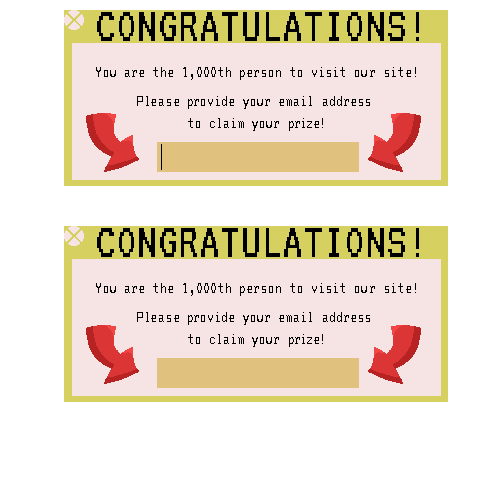 CONGRATULATIONS!
You are the 1,000th person to visit our site!
Please provide your email address
to claim your prize!
CONGRATULATIONS!
You are the 1,000th person to visit our site!
Please provide your email address
to claim your prize!